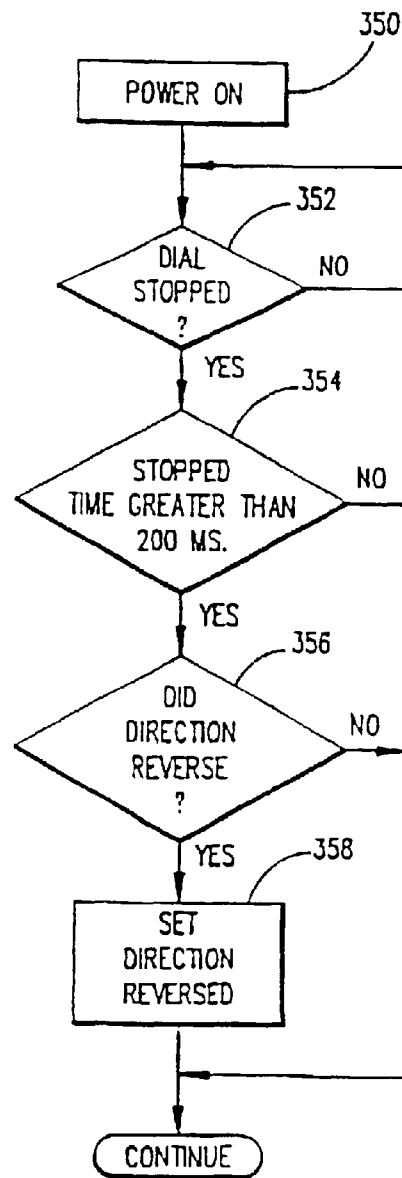 350
POWER ON
352
DIAL
STOPPED
?
NO
YES
354
STOPPED
TIME GREATER THAN
200 MS.
NO
YES
356
DID
DIRECTION
REVERSE
?
NO
YES
358
SET
DIRECTION
REVERSED
CONTINUE